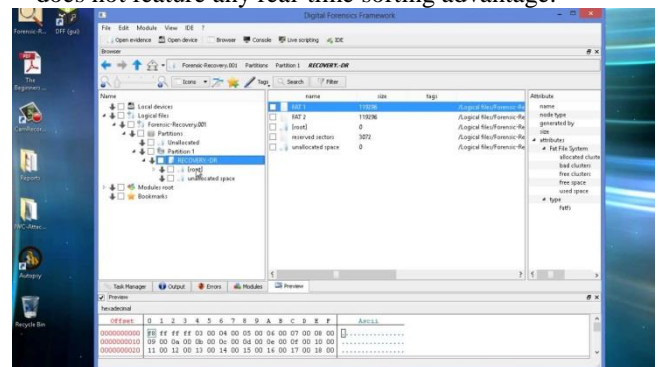 does not feature any real-time sorting advantage.
Digital Forensics Framework
Forensic-R... DFF (gui)
File Edit Module View IDE ?
Open evidence Open device Browser Console Live scripting IDE
Browser
Forensic-Recovery.001 Partitions Partition 1 RECOVERY-DR
Icons Tags Search Filter
The Beginners ...
Name
Local devices
Logical files
Forensic-Recovery.001
Partitions
Unallocated
Partition 1
RECOVERY-DR
[root]
unallocated space
Modules root
Bookmarks
name size tags
FAT 1 119296 /Logical files/Forensic-Re
FAT 2 119296 /Logical files/Forensic-Re
[root] 0 /Logical files/Forensic-Re
reserved sectors 3072 /Logical files/Forensic-Re
unallocated space 0 /Logical files/Forensic-Re
Attribute
name
node type
generated by
size
attributes
Fat File System
allocated cluste
bad clusters
free clusters
free space
used space
type
fatfs
Reports
Autopsy
Recycle Bin
Task Manager Output Errors Modules Preview
Preview
hexadecimal
Offset 0 1 2 3 4 5 6 7 8 9 A B C D E F Ascii
0000000000 f8 ff ff ff 03 00 04 00 05 00 06 00 07 00 08 00
0000000010 09 00 0a 00 0b 00 0c 00 0d 00 0e 00 0f 00 10 00
0000000020 11 00 12 00 13 00 14 00 15 00 16 00 17 00 18 00